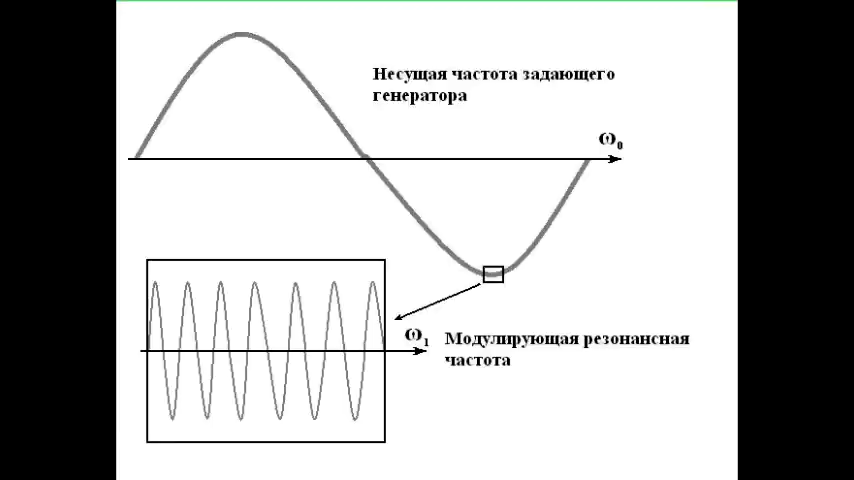 Несущая частота задающего
генератора
ω₀
ω₁
Модулирующая резонансная
частота